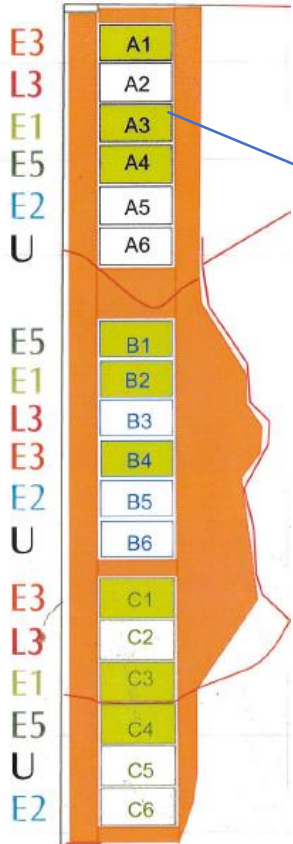 E3 A1
L3 A2
E1 A3
E5 A4
E2 A5
U A6
E5 B1
E1 B2
L3 B3
E3 B4
E2 B5
U B6
E3 C1
L3 C2
E1 C3
E5 C4
U C5
E2 C6